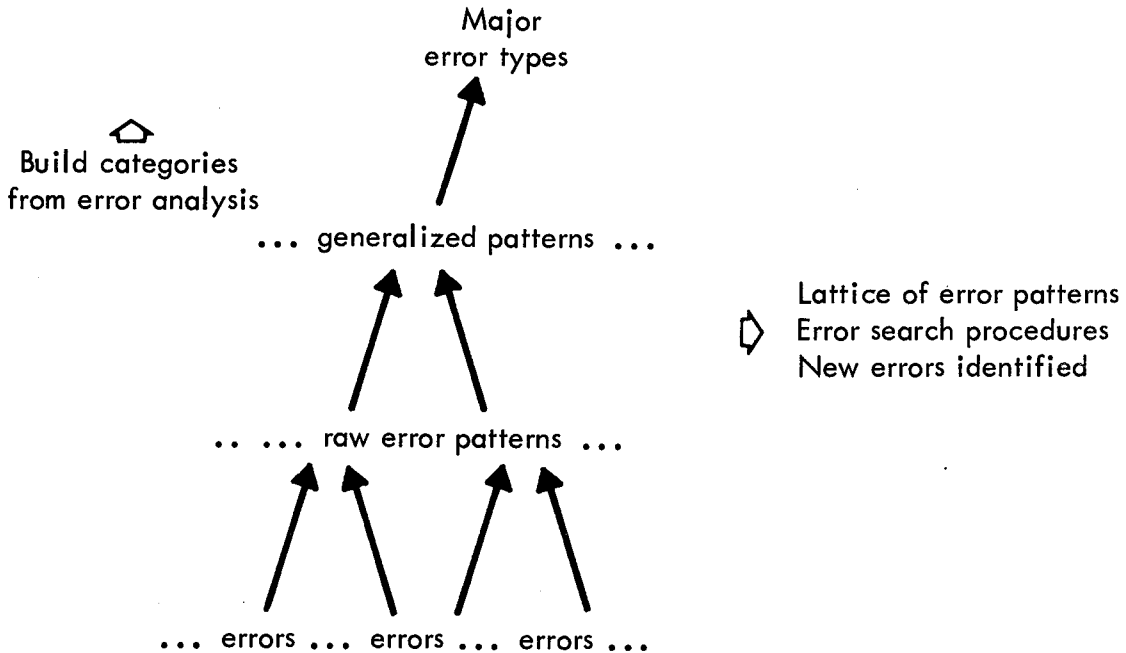 Major
error types
Build categories
from error analysis
... generalized patterns ...
Lattice of error patterns
Error search procedures
New errors identified
.. ... raw error patterns ...
... errors ... errors ... errors ...